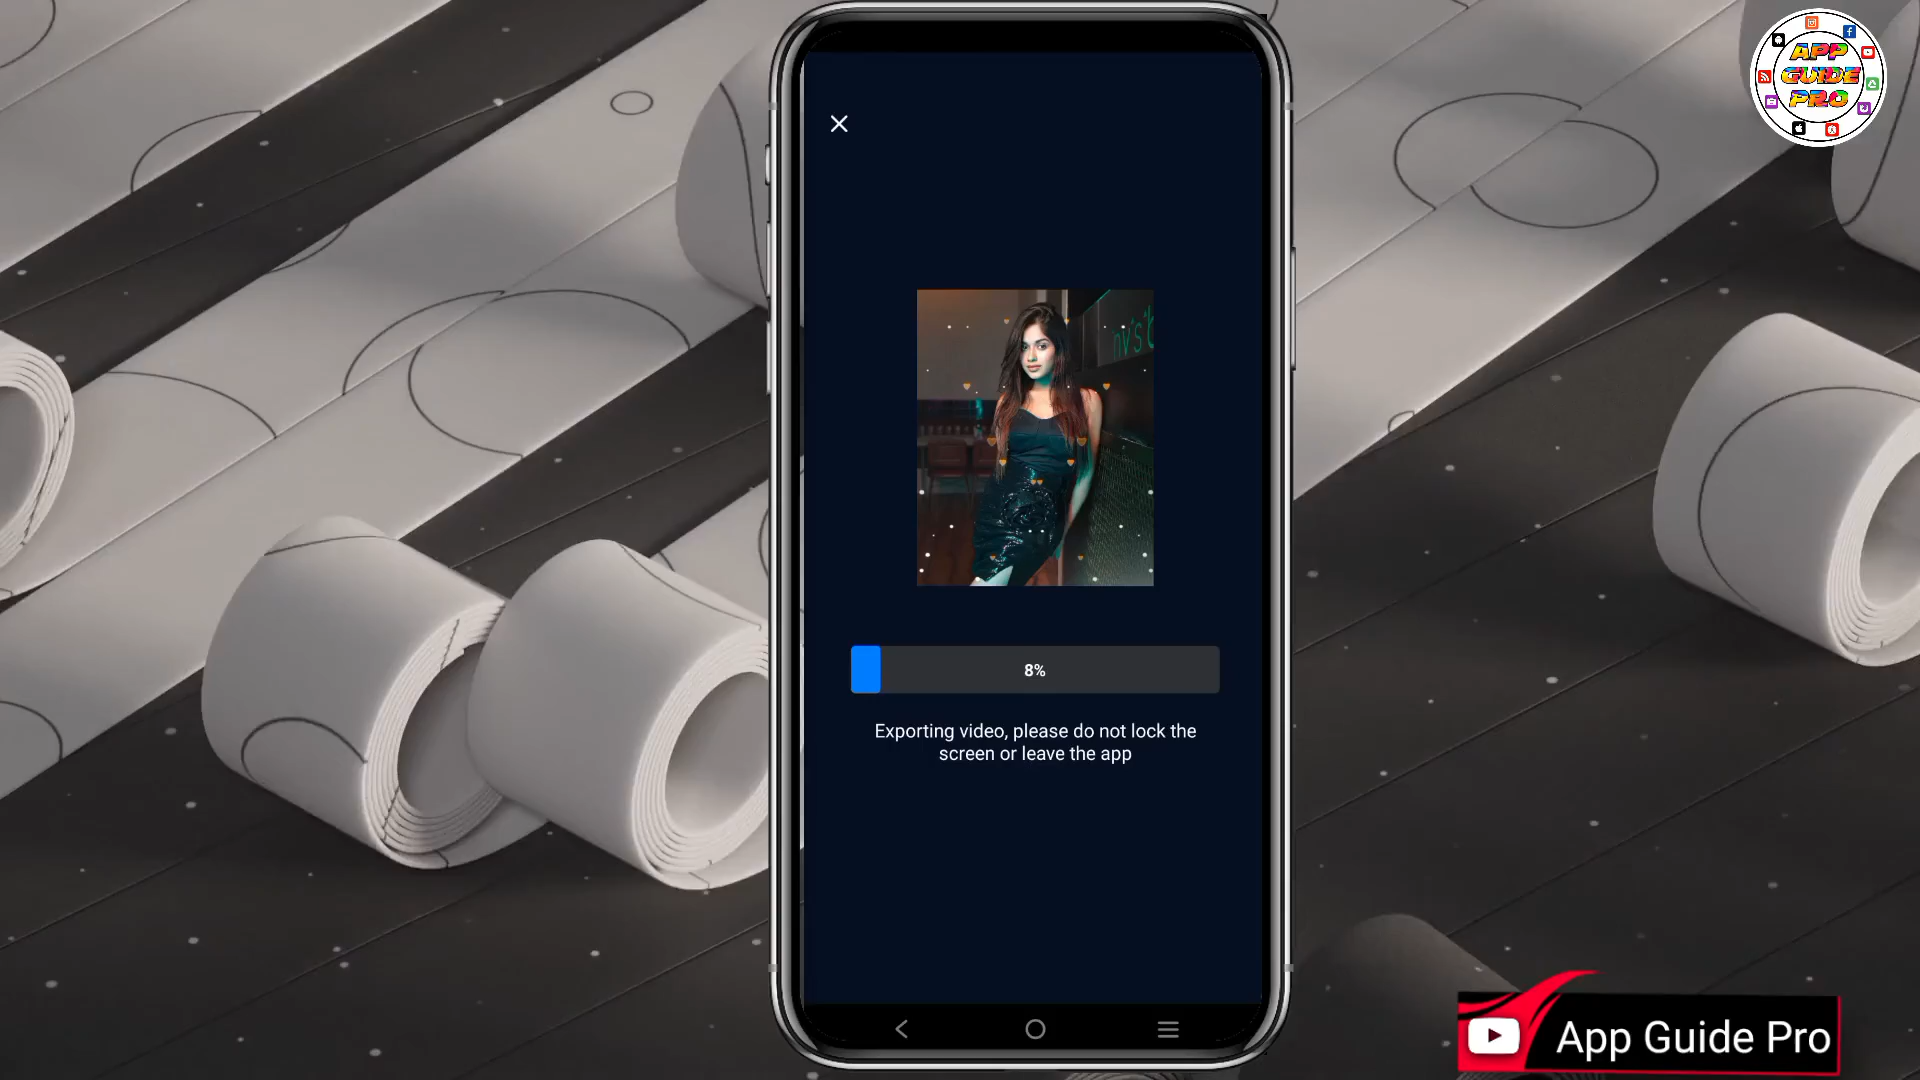 APP
GUIDE
PRO
nv's
8%
Exporting video, please do not lock the
screen or leave the app
App Guide Pro